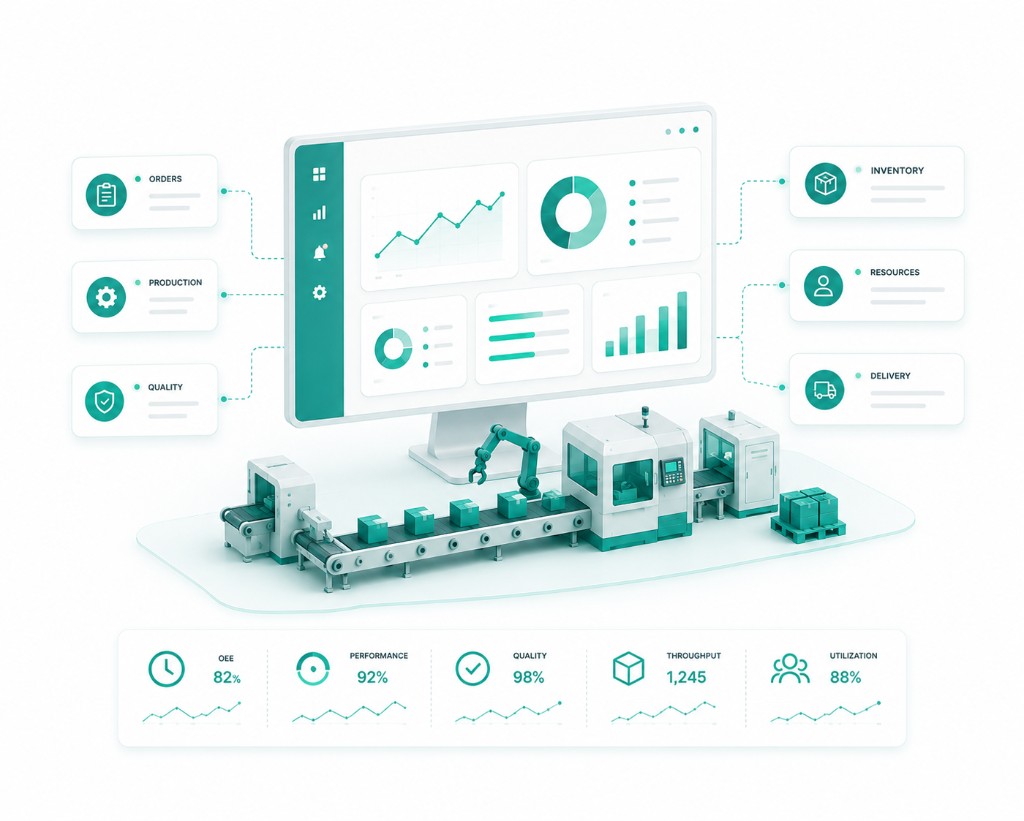 ORDERS
PRODUCTION
QUALITY
INVENTORY
RESOURCES
DELIVERY
OEE
82%
PERFORMANCE
92%
QUALITY
98%
THROUGHPUT
1,245
UTILIZATION
88%